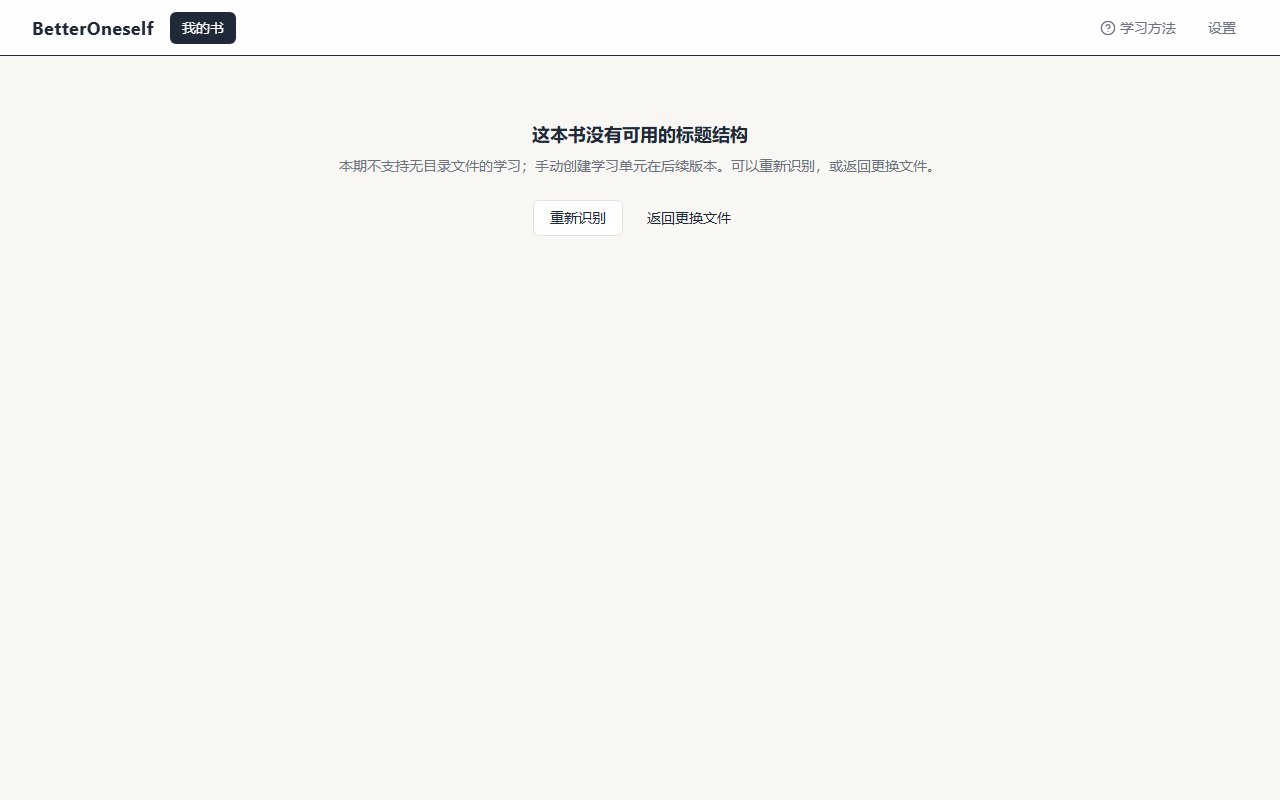 BetterOneself
我的书
学习方法
设置
这本书没有可用的标题结构
本期不支持无目录文件的学习；手动创建学习单元在后续版本。可以重新识别，或返回更换文件。
重新识别
返回更换文件